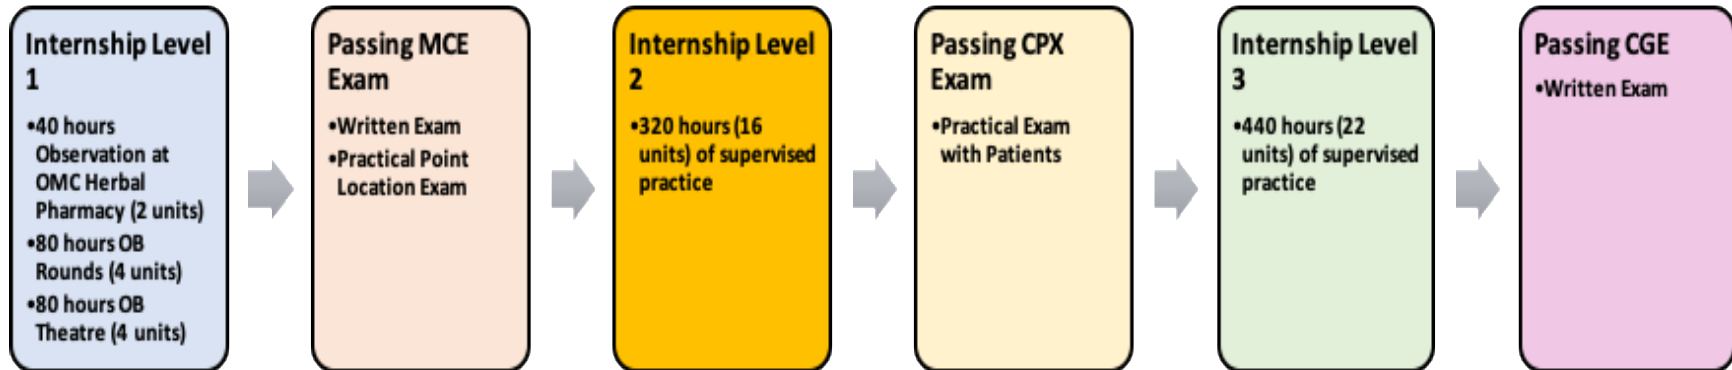 Internship Level
1
•40 hours
Observation at
OMC Herbal
Pharmacy (2 units)
•80 hours OB
Rounds (4 units)
•80 hours OB
Theatre (4 units)
Passing MCE
Exam
•Written Exam
•Practical Point
Location Exam
Internship Level
2
•320 hours (16
units) of supervised
practice
Passing CPX
Exam
•Practical Exam
with Patients
Internship Level
3
•440 hours (22
units) of supervised
practice
Passing CGE
•Written Exam